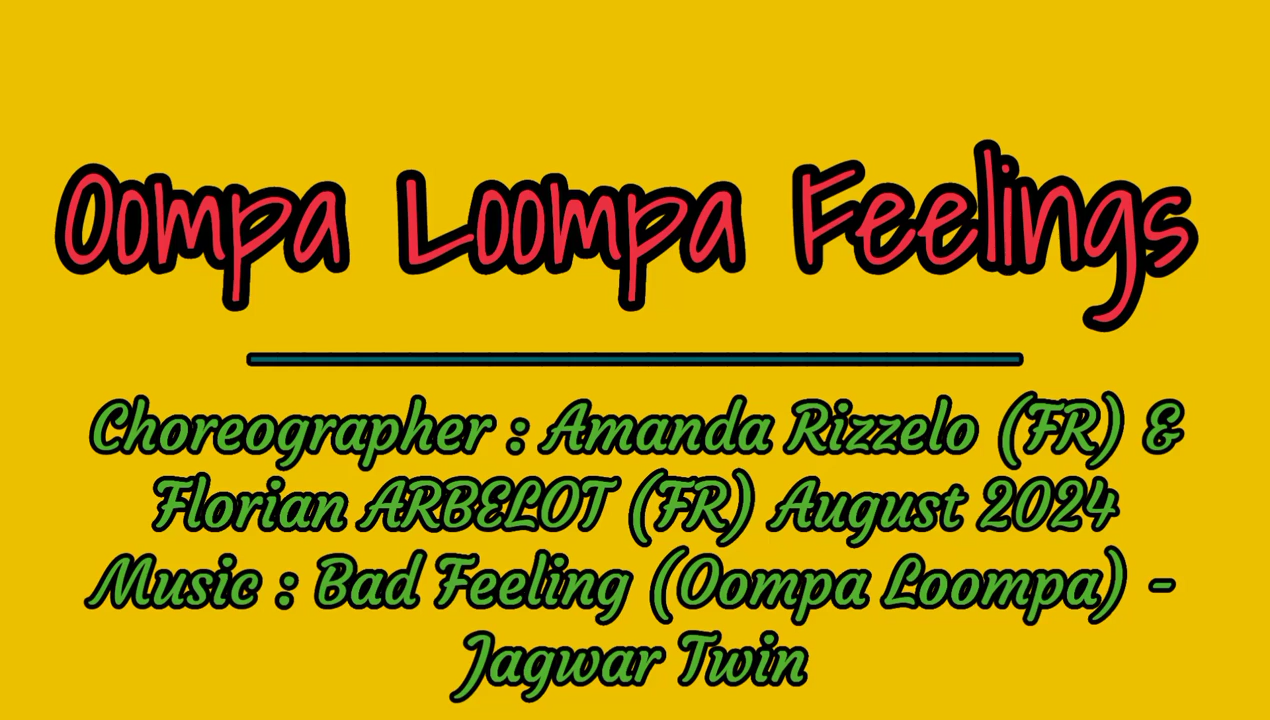 Oompa Loompa Feelings
Choreographer : Amanda Rizzelo (FR) &
Florian ARBELOT (FR) August 2024
Music : Bad Feeling (Oompa Loompa) -
Jagwar Twin